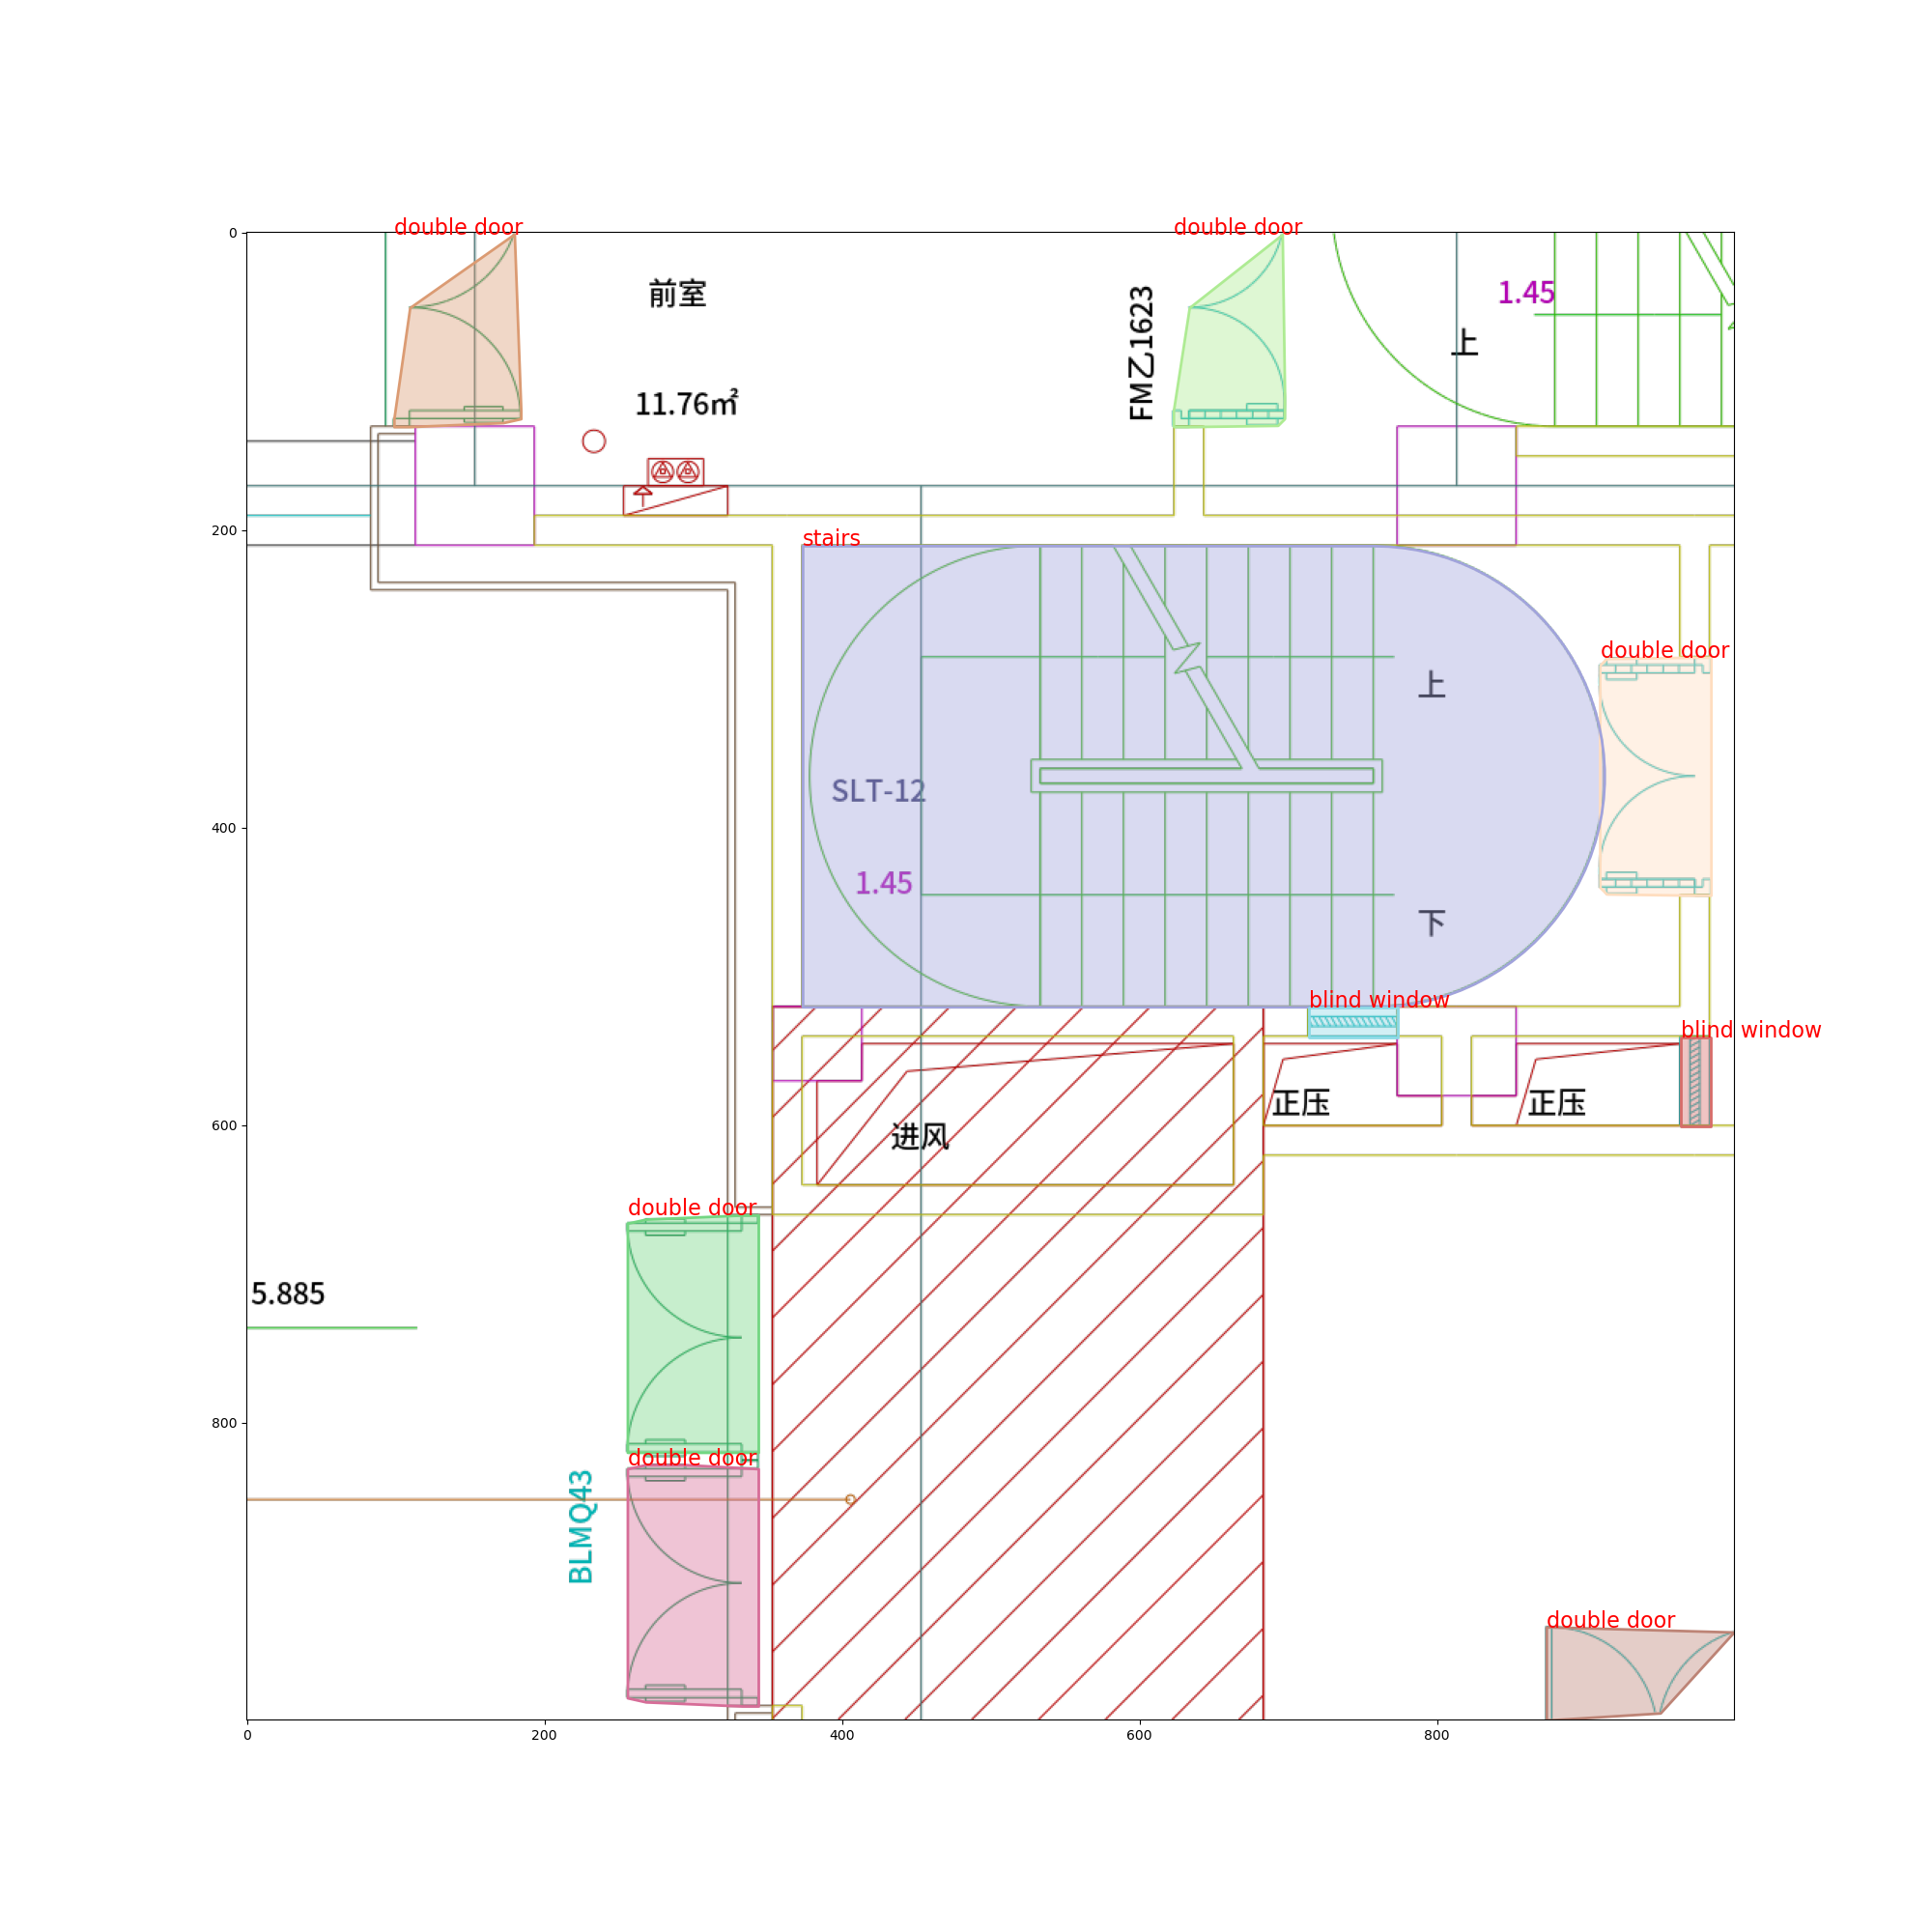 double door
double door
0
前室
FM乙1623
1.45
上
11.76㎡
200
stairs
double door
上
SLT-12
400
1.45
下
blind window
blind window
正压
正压
600
进风
double door
5.885
800
double door
BLMQ43
double door
0
200
400
600
800